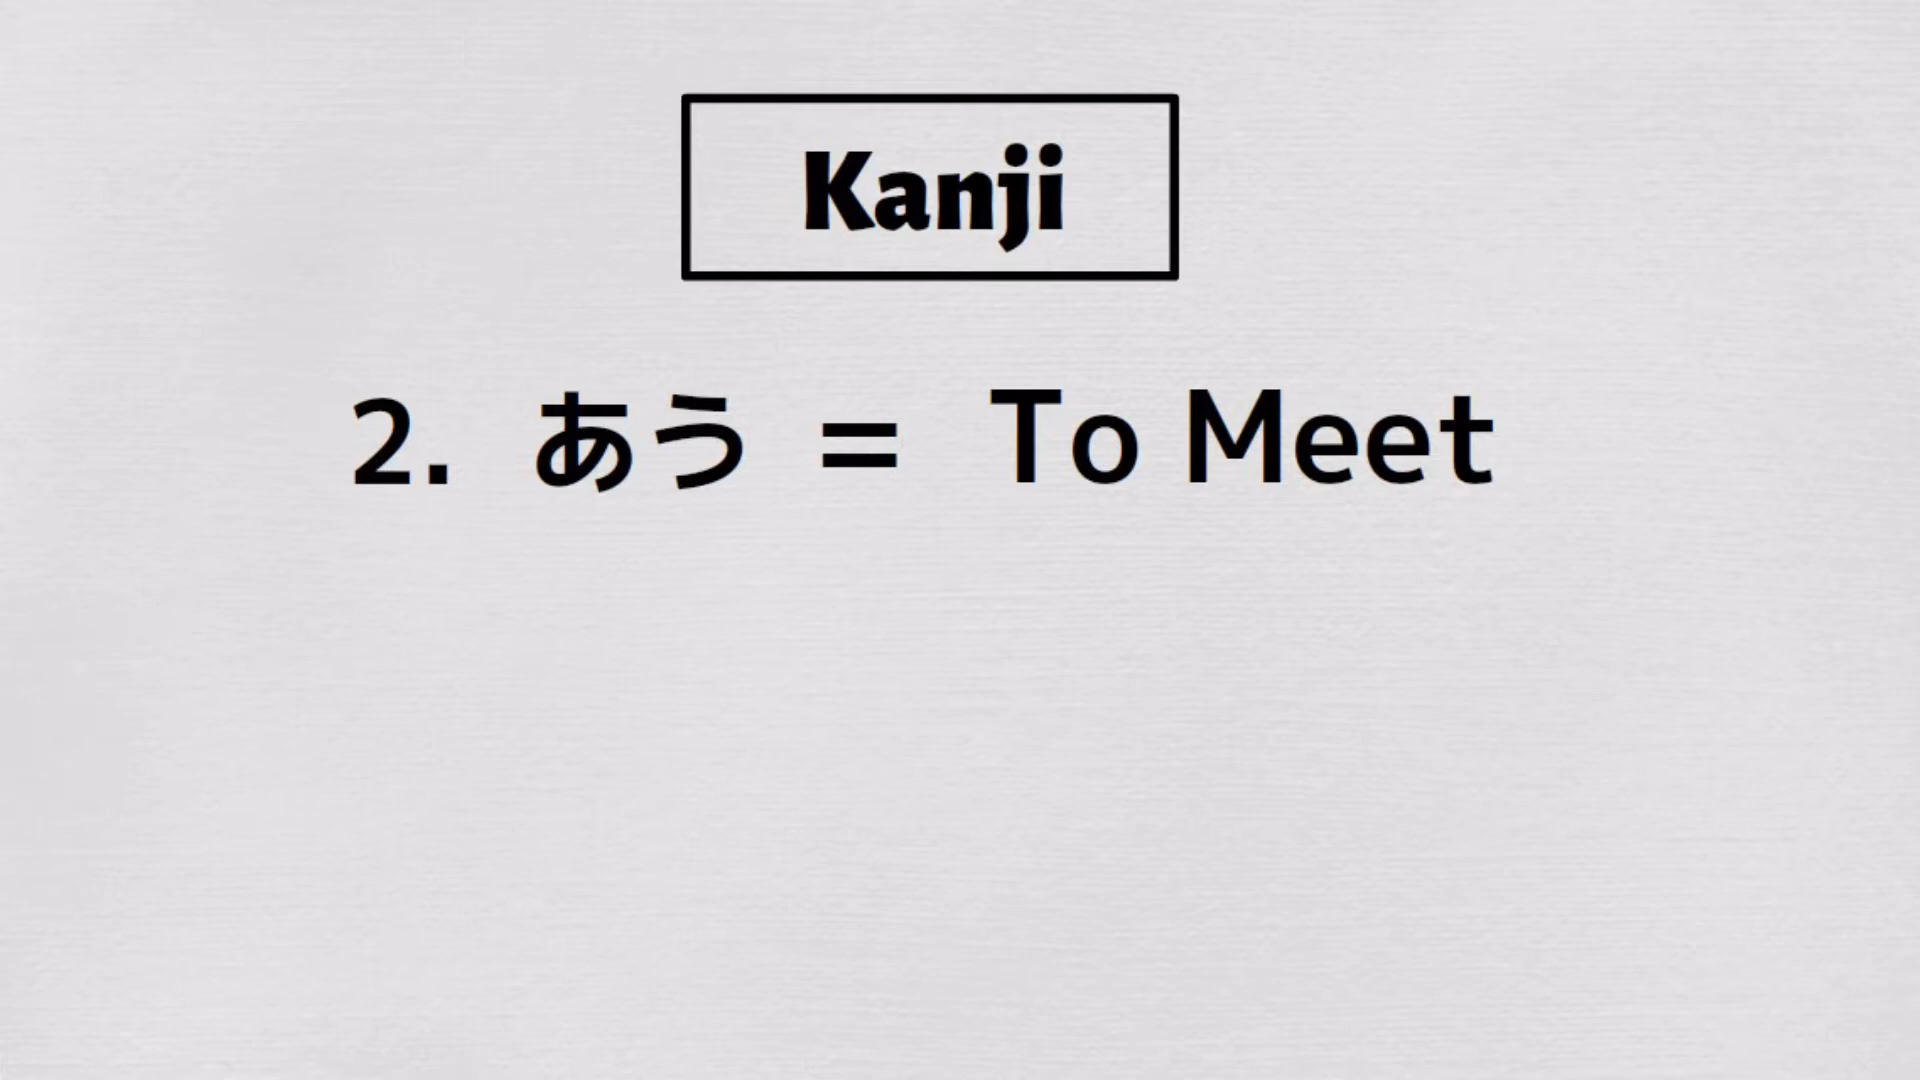 Kanji
2. あう = To Meet